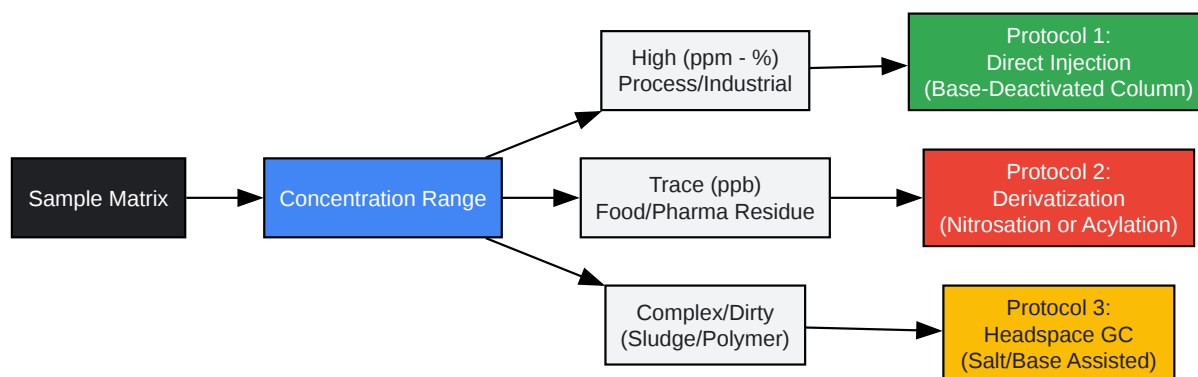 Sample Matrix
Concentration Range
High (ppm - %)
Process/Industrial
Protocol 1:
Direct Injection
(Base-Deactivated Column)
Trace (ppb)
Food/Pharma Residue
Protocol 2:
Derivatization
(Nitrosation or Acylation)
Complex/Dirty
(Sludge/Polymer)
Protocol 3:
Headspace GC
(Salt/Base Assisted)